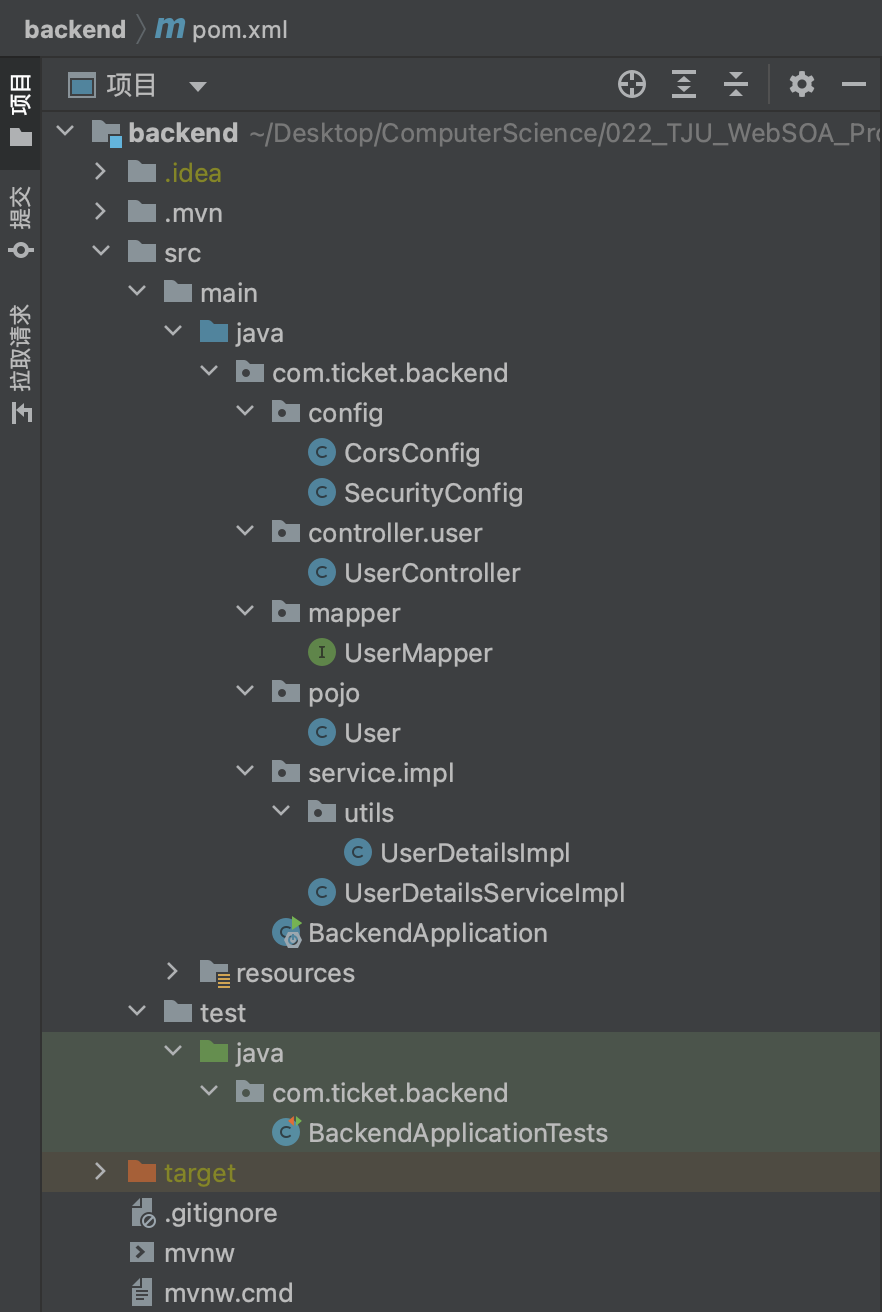 backend
m pom.xml
项目
项目
提交
拉取请求
backend ~/Desktop/ComputerScience/022_TJU_WebSOA_Pro
.idea
.mvn
src
main
java
com.ticket.backend
config
C CorsConfig
C SecurityConfig
controller.user
C UserController
mapper
I UserMapper
pojo
C User
service.impl
utils
C UserDetailsImpl
C UserDetailsServiceImpl
C BackendApplication
resources
test
java
com.ticket.backend
C BackendApplicationTests
target
.gitignore
mvnw
mvnw.cmd